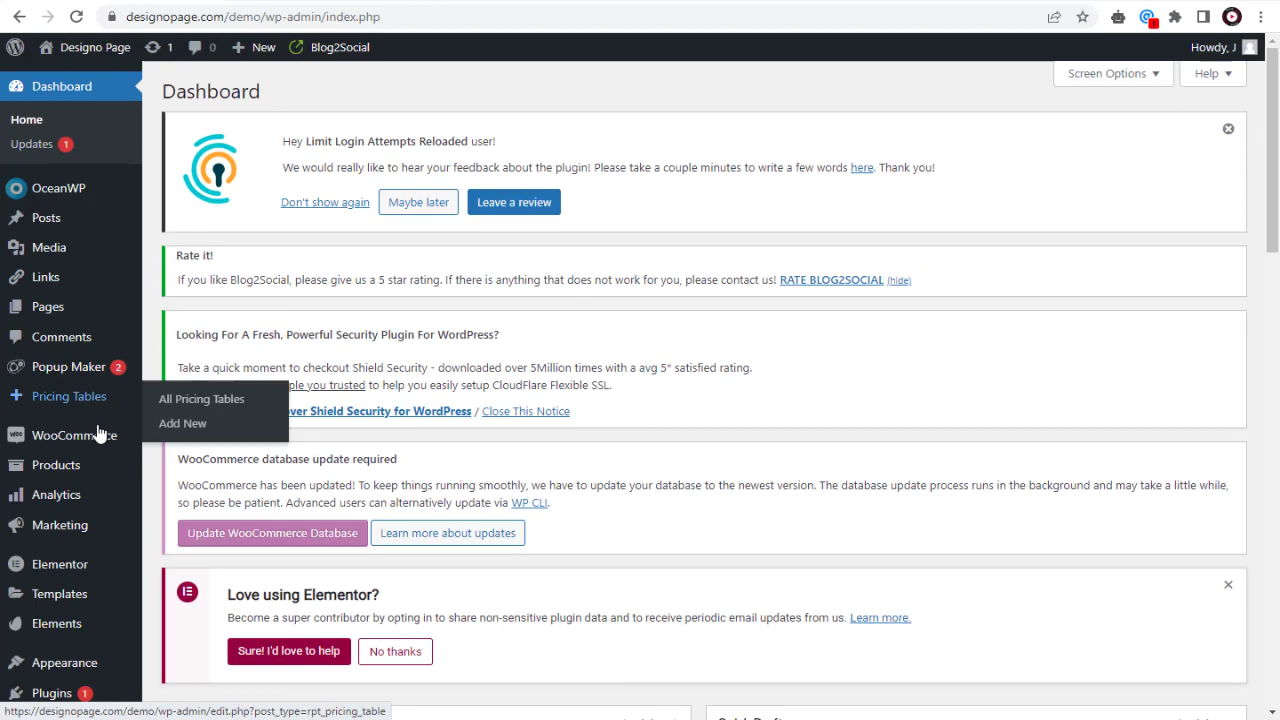 designopage.com/demo/wp-admin/index.php
Designo Page 1 0 New Blog2Social Howdy, J
Dashboard
Home
Updates 1
OceanWP
Posts
Media
Links
Pages
Comments
Popup Maker 2
Pricing Tables
All Pricing Tables
Add New
WooCommerce
Products
Analytics
Marketing
Elementor
Templates
Elements
Appearance
Plugins 1
Screen Options Help
Dashboard
Hey Limit Login Attempts Reloaded user!
We would really like to hear your feedback about the plugin! Please take a couple minutes to write a few words here. Thank you!
Don't show again Maybe later Leave a review
Rate it!
If you like Blog2Social, please give us a 5 star rating. If there is anything that does not work for you, please contact us! RATE BLOG2SOCIAL (hide)
Looking For A Fresh, Powerful Security Plugin For WordPress?
Take a quick moment to checkout Shield Security - downloaded over 5Million times with a avg 5* satisfied rating.
you trusted to help you easily setup CloudFlare Flexible SSL.
Shield Security for WordPress / Close This Notice
WooCommerce database update required
WooCommerce has been updated! To keep things running smoothly, we have to update your database to the newest version. The database update process runs in the background and may take a little while,
so please be patient. Advanced users can alternatively update via WP CLI.
Update WooCommerce Database Learn more about updates
Love using Elementor?
Become a super contributor by opting in to share non-sensitive plugin data and to receive periodic email updates from us. Learn more.
Sure! I'd love to help No thanks
https://designopage.com/demo/wp-admin/edit.php?post_type=rpt_pricing_table